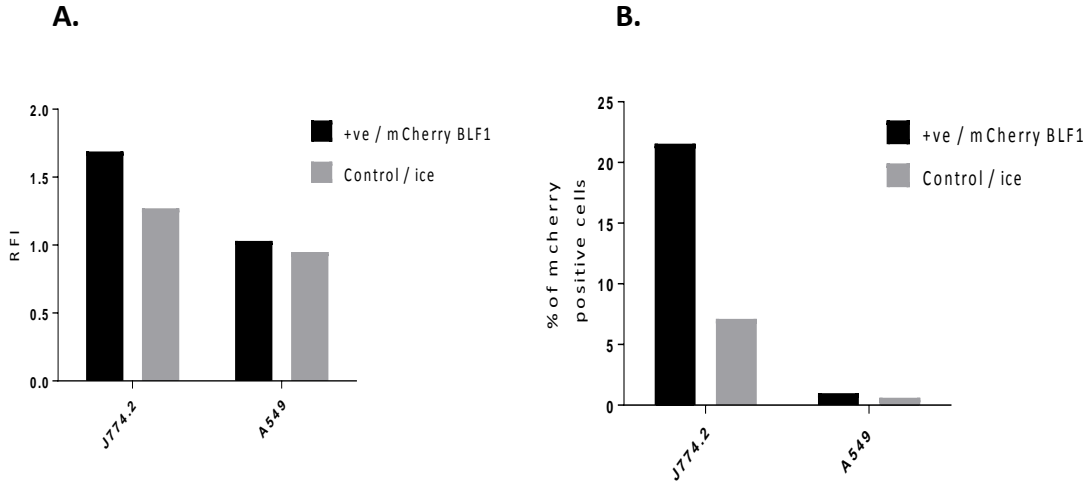 A.
2.0
1.5
1.0
0.5
0.0
RFI
J774.2
A549
+ve / mCherry BLF1
Control / ice
B.
25
20
15
10
5
0
% of mcherry
positive cells
J774.2
A549
+ve / mCherry BLF1
Control / ice